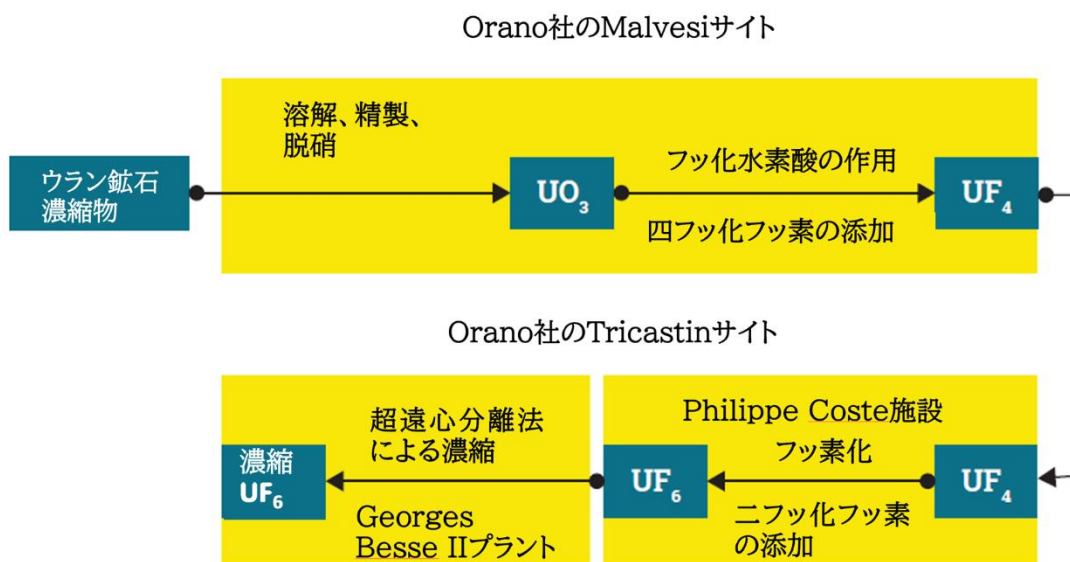 Orano社のMalvesiサイト
溶解、精製、
脱硝
ウラン鉱石
濃縮物
UO₃
フッ化水素酸の作用
四フッ化フッ素の添加
UF₄
Orano社のTricastinサイト
濃縮
UF₆
超遠心分離法
による濃縮
Georges
Besse IIプラント
UF₆
Philippe Coste施設
フッ素化
二フッ化フッ素
の添加
UF₄